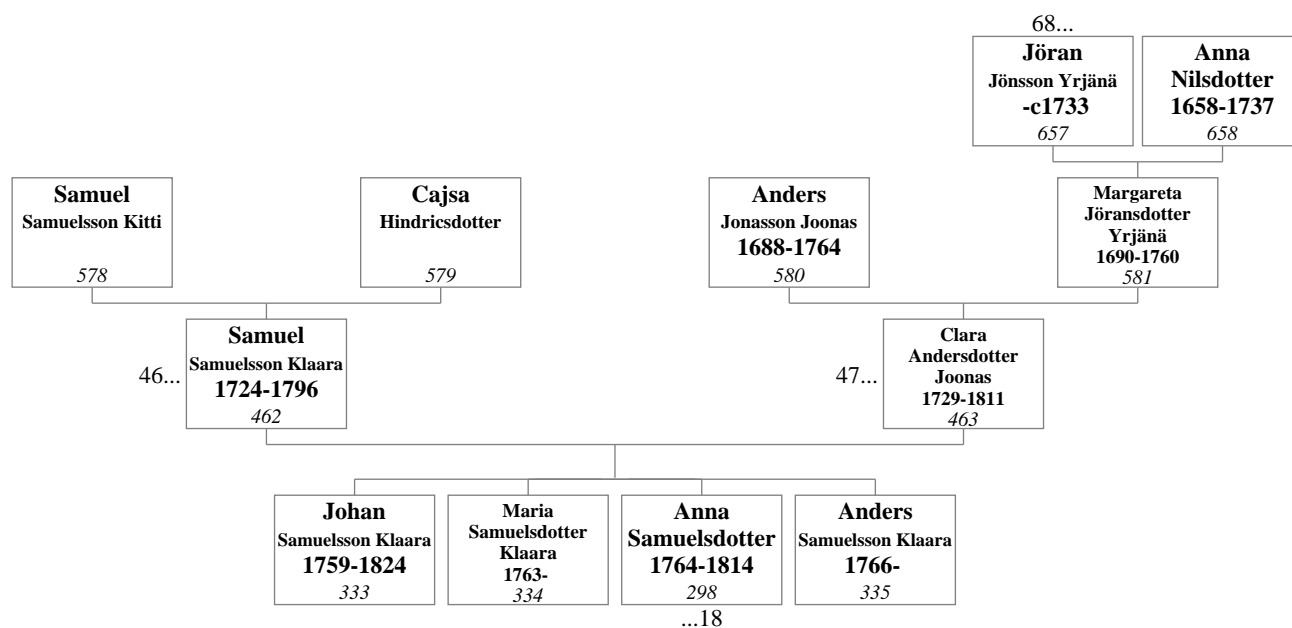 68...
Jöran
Jönsson Yrjänä
-c1733
657
Anna
Nilsdotter
1658-1737
658
Samuel
Samuelsson Kitti
578
Cajsa
Hindricsdotter
579
Anders
Jonasson Joonas
1688-1764
580
Margareta
Jöransdotter
Yrjänä
1690-1760
581
46...
Samuel
Samuelsson Klaara
1724-1796
462
47...
Clara
Andersdotter
Joonas
1729-1811
463
Johan
Samuelsson Klaara
1759-1824
333
Maria
Samuelsdotter
Klaara
1763-
334
Anna
Samuelsdotter
1764-1814
298
Anders
Samuelsson Klaara
1766-
335
...18